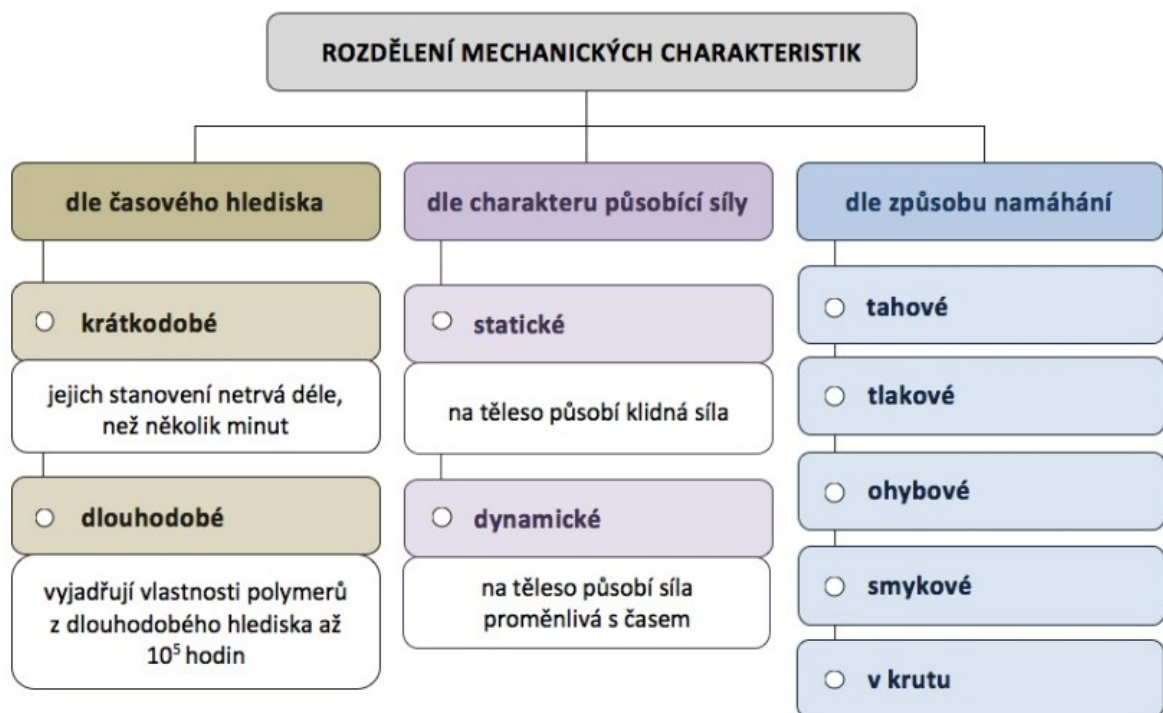 ROZDĚLENÍ MECHANICKÝCH CHARAKTERISTIK
dle časového hlediska
krátkodobé
jejich stanovení netrvá déle,
než několik minut
dlouhodobé
vyjadřují vlastnosti polymerů
z dlouhodobého hlediska až
10⁵ hodin
dle charakteru působící síly
statické
na těleso působí klidná síla
dynamické
na těleso působí síla
proměnlivá s časem
dle způsobu namáhání
tahové
tlakové
ohybové
smykové
v krutu